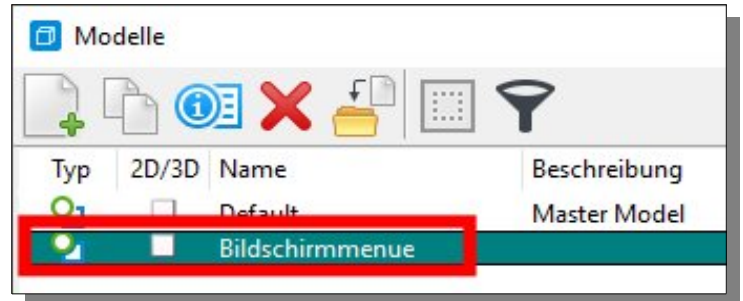 Modelle
Typ 2D/3D Name Beschreibung
Default Master Model
Bildschirmmenue